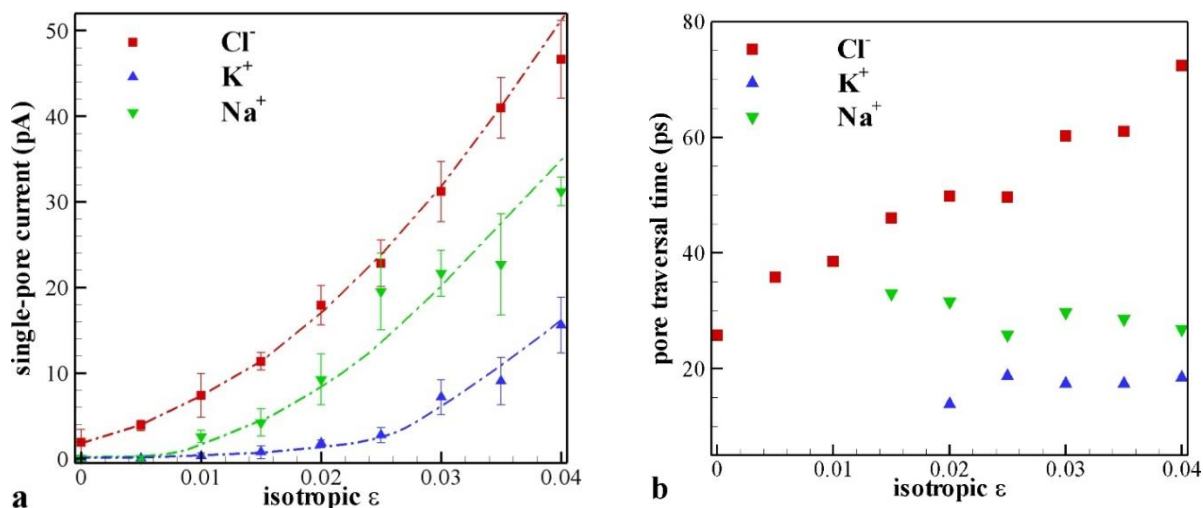 50
40
30
20
10
0
single-pore current (pA)
Cl⁻
K⁺
Na⁺
0
0.01
0.02
0.03
0.04
isotropic ε
a
80
60
40
20
pore traversal time (ps)
Cl⁻
K⁺
Na⁺
0
0.01
0.02
0.03
0.04
isotropic ε
b